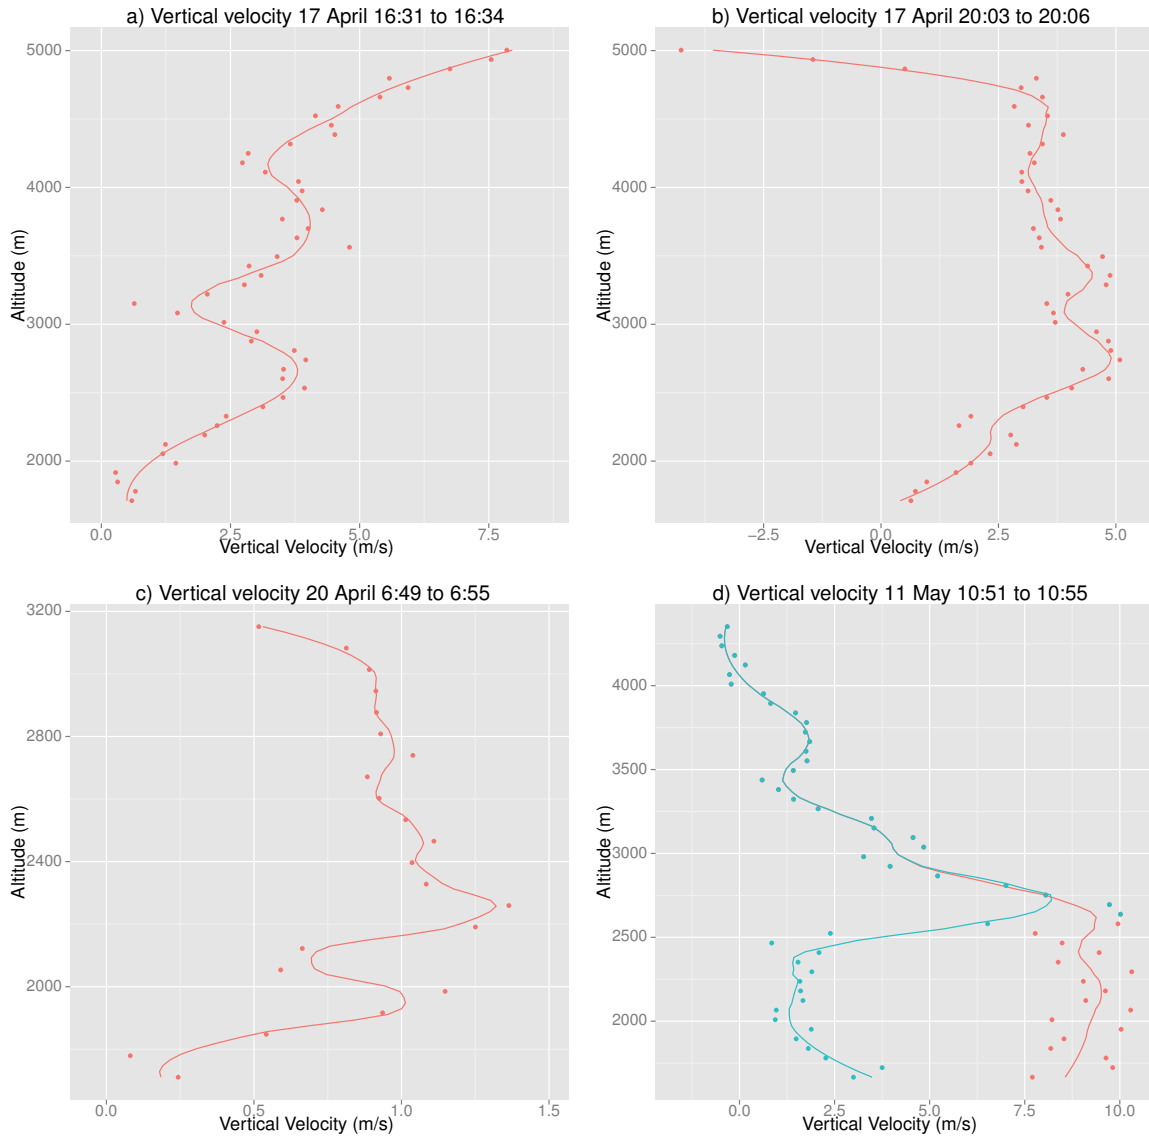 a) Vertical velocity 17 April 16:31 to 16:34
5000
4000
3000
2000
Altitude (m)
0.0 2.5 5.0 7.5
Vertical Velocity (m/s)
b) Vertical velocity 17 April 20:03 to 20:06
5000
4000
3000
2000
Altitude (m)
−2.5 0.0 2.5 5.0
Vertical Velocity (m/s)
c) Vertical velocity 20 April 6:49 to 6:55
3200
2800
2400
2000
Altitude (m)
0.0 0.5 1.0 1.5
Vertical Velocity (m/s)
d) Vertical velocity 11 May 10:51 to 10:55
4000
3500
3000
2500
2000
Altitude (m)
0.0 2.5 5.0 7.5 10.0
Vertical Velocity (m/s)